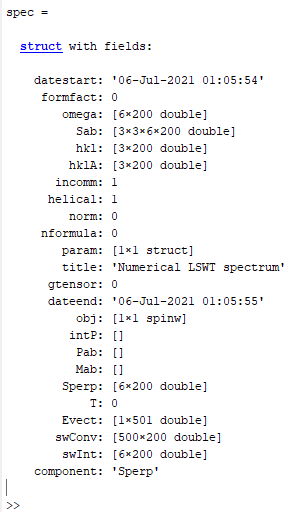 spec =
struct with fields:
datestart: '06-Jul-2021 01:05:54'
formfact: 0
omega: [6×200 double]
Sab: [3×3×6×200 double]
hkl: [3×200 double]
hklA: [3×200 double]
incomm: 1
helical: 1
norm: 0
nformula: 0
param: [1×1 struct]
title: 'Numerical LSWT spectrum'
gtensor: 0
dateend: '06-Jul-2021 01:05:55'
obj: [1×1 spinw]
intP: []
Pab: []
Mab: []
Sperp: [6×200 double]
T: 0
Evect: [1×501 double]
swConv: [500×200 double]
swInt: [6×200 double]
component: 'Sperp'
>>